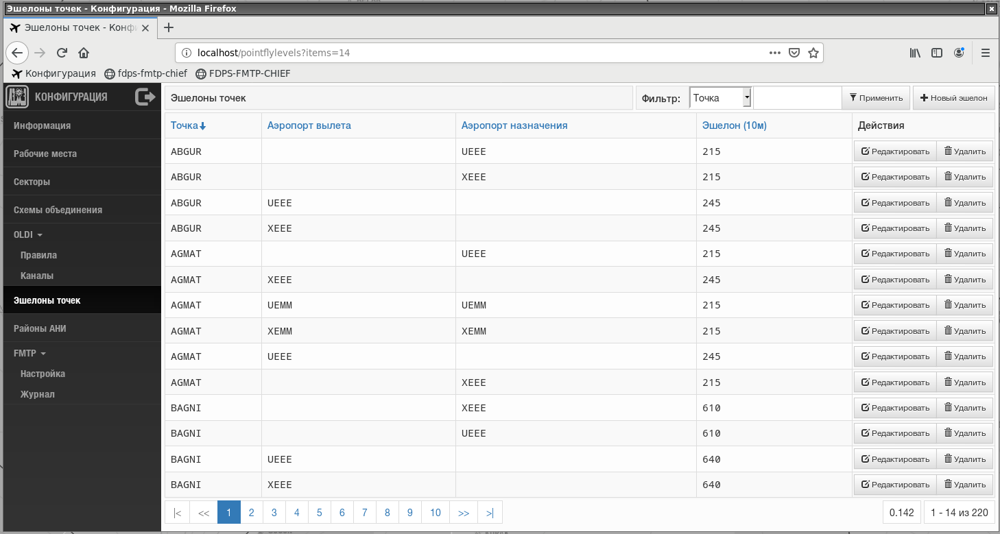 Эшелоны точек - Конфигурация - Mozilla Firefox
Эшелоны точек - Конфи
localhost/pointflylevels?items=14
Конфигурация fdps-fmtp-chief FDPS-FMTP-CHIEF
КОНФИГУРАЦИЯ
Информация
Рабочие места
Секторы
Схемы объединения
OLDI
Правила
Каналы
Эшелоны точек
Районы АНИ
FMTP
Настройка
Журнал
Эшелоны точек Фильтр: Точка Применить Новый эшелон
Точка Аэропорт вылета Аэропорт назначения Эшелон (10м) Действия
ABGUR UEEE 215 Редактировать Удалить
ABGUR XEEE 215 Редактировать Удалить
ABGUR UEEE 245 Редактировать Удалить
ABGUR XEEE 245 Редактировать Удалить
AGMAT UEEE 215 Редактировать Удалить
AGMAT XEEE 245 Редактировать Удалить
AGMAT UEMM UEMM 215 Редактировать Удалить
AGMAT XEMM XEMM 215 Редактировать Удалить
AGMAT UEEE 245 Редактировать Удалить
AGMAT XEEE 215 Редактировать Удалить
BAGNI XEEE 610 Редактировать Удалить
BAGNI UEEE 610 Редактировать Удалить
BAGNI UEEE 640 Редактировать Удалить
BAGNI XEEE 640 Редактировать Удалить
|< << 1 2 3 4 5 6 7 8 9 10 >> >| 0.142 1 - 14 из 220